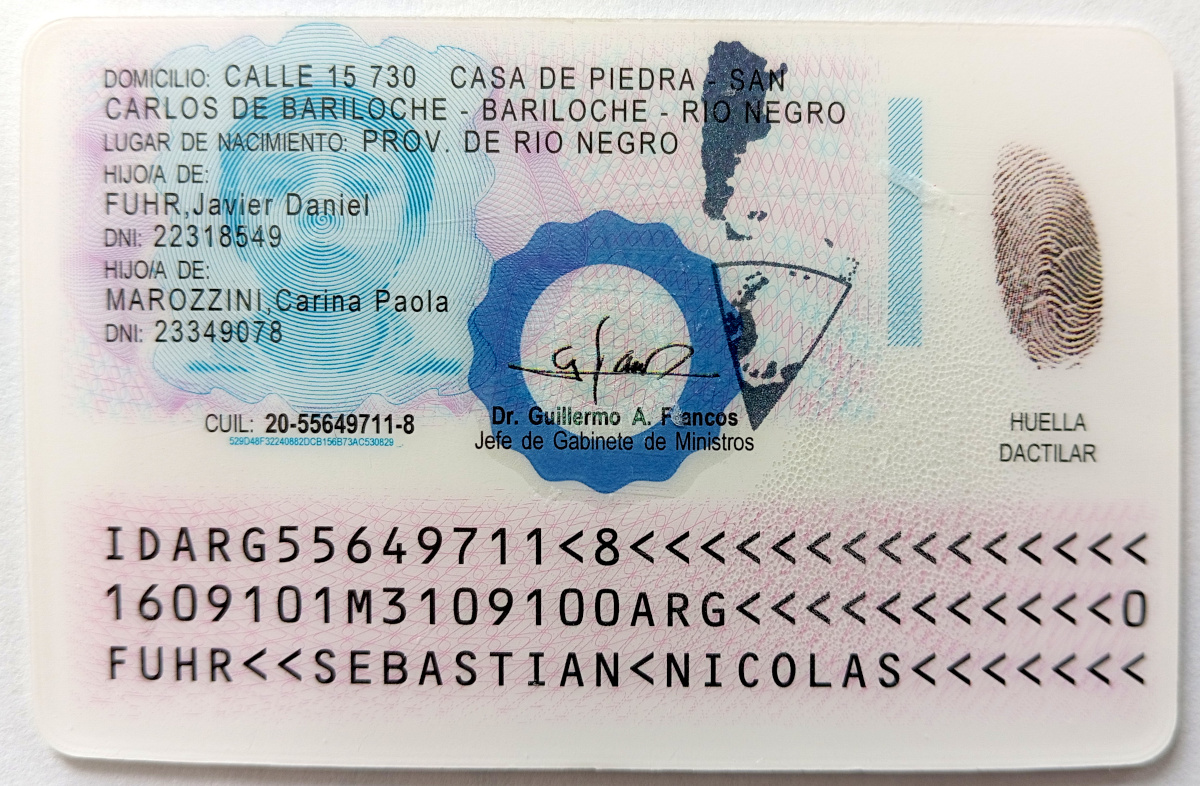 DOMICILIO: CALLE 15 730 CASA DE PIEDRA - SAN
CARLOS DE BARILOCHE - BARILOCHE - RIO NEGRO
LUGAR DE NACIMIENTO: PROV. DE RIO NEGRO
HIJO/A DE:
FUHR,Javier Daniel
DNI: 22318549
HIJO/A DE:
MAROZZINI,Carina Paola
DNI: 23349078
CUIL: 20-55649711-8
529D48F32240882DCB156B73AC530829
Dr. Guillermo A. Francos
Jefe de Gabinete de Ministros
HUELLA
DACTILAR
IDARG55649711<8<<<<<<<<<<<<<<<
1609101M3109100ARG<<<<<<<<<<<0
FUHR<<SEBASTIAN<NICOLAS<<<<<<<